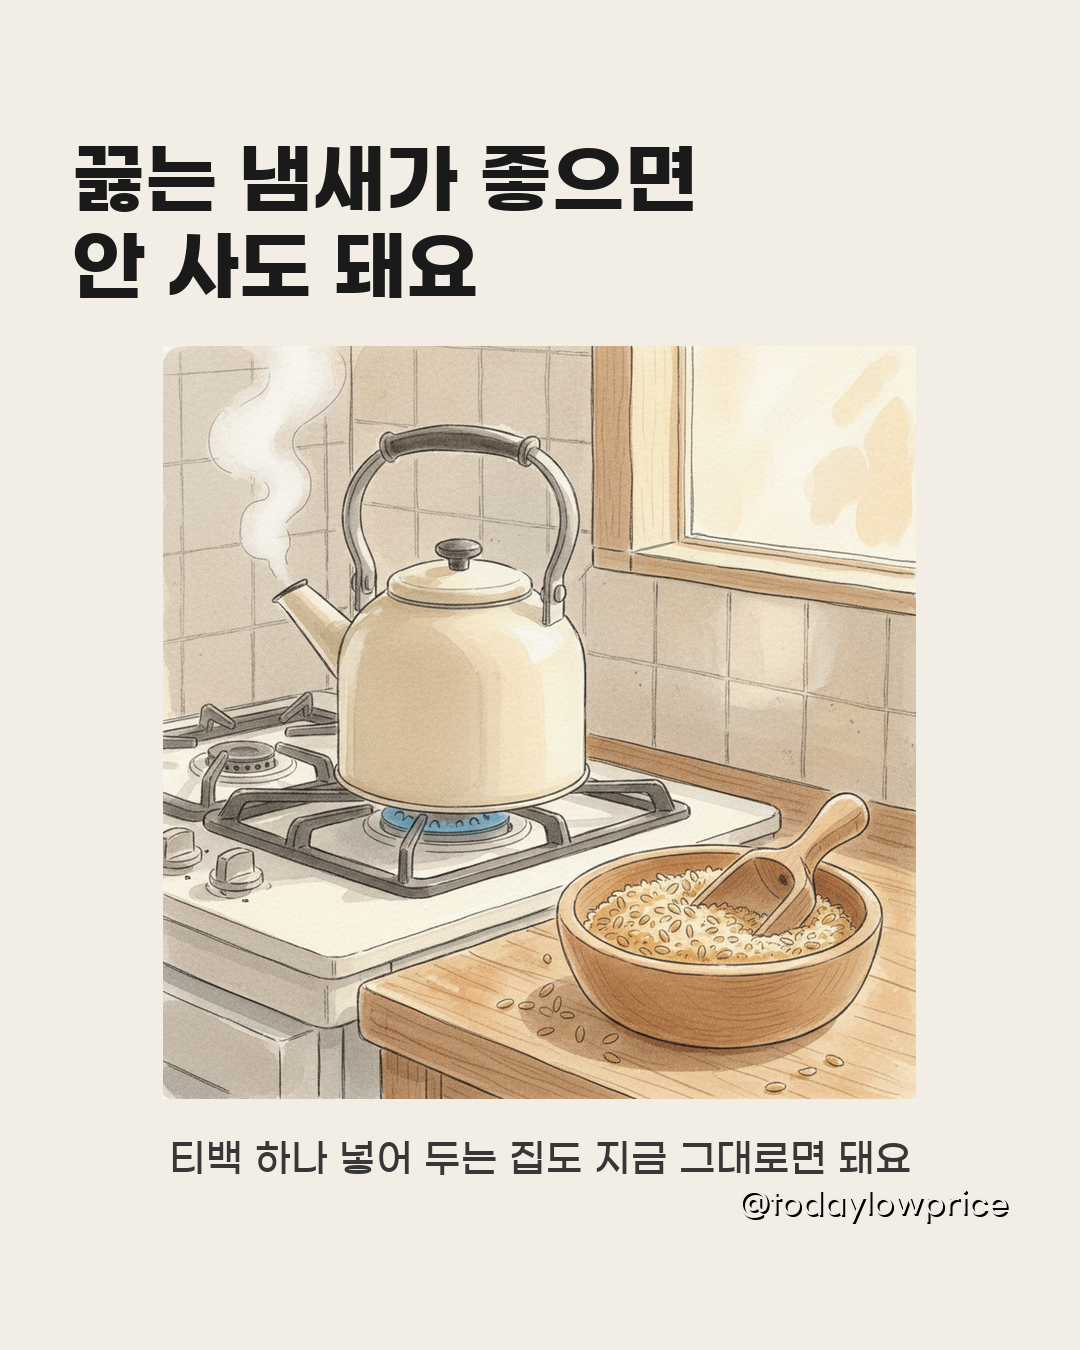 끓는 냄새가 좋으면
안 사도 돼요
티백 하나 넣어 두는 집도 지금 그대로면 돼요
@todaylowprice